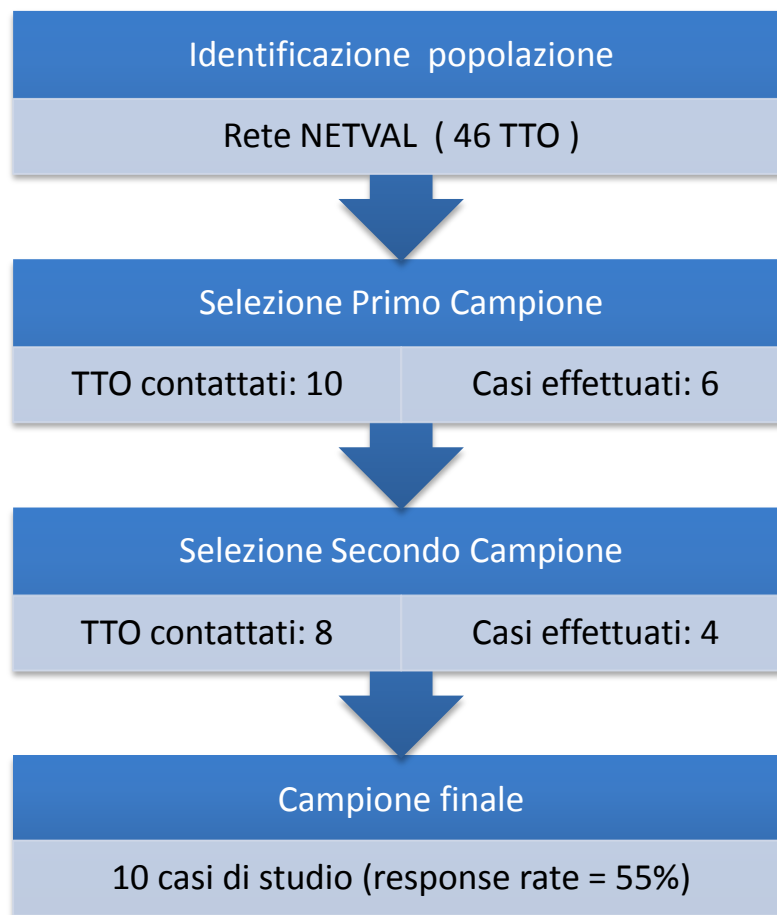 Identificazione popolazione
Rete NETVAL ( 46 TTO )
Selezione Primo Campione
TTO contattati: 10
Casi effettuati: 6
Selezione Secondo Campione
TTO contattati: 8
Casi effettuati: 4
Campione finale
10 casi di studio (response rate = 55%)